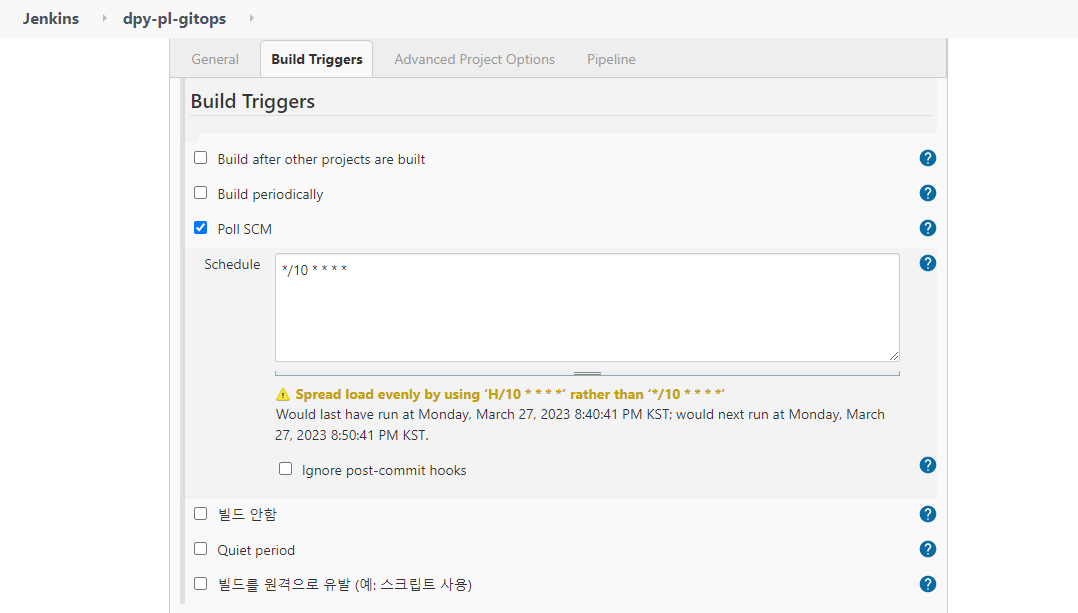 Jenkins dpy-pl-gitops
General Build Triggers Advanced Project Options Pipeline
Build Triggers
Build after other projects are built ?
Build periodically ?
Poll SCM ?
Schedule */10 * * * * ?
Spread load evenly by using ‘H/10 * * * *’ rather than ‘*/10 * * * *’
Would last have run at Monday, March 27, 2023 8:40:41 PM KST; would next run at Monday, March
27, 2023 8:50:41 PM KST.
Ignore post-commit hooks ?
빌드 안함 ?
Quiet period ?
빌드를 원격으로 유발 (예: 스크립트 사용) ?